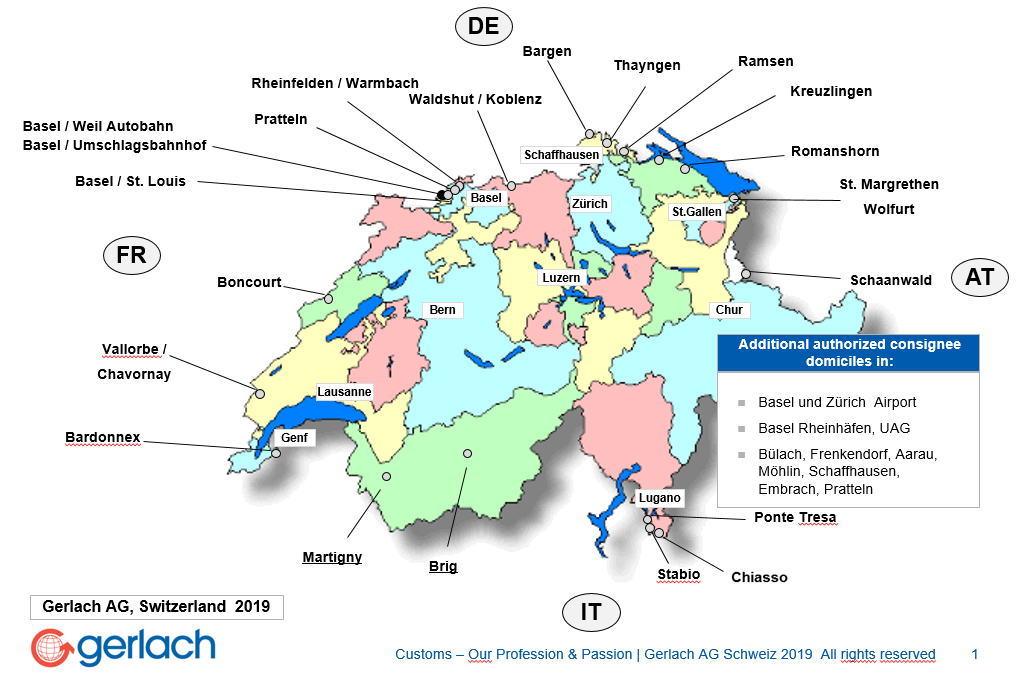 DE
Bargen
Thayngen
Ramsen
Rheinfelden / Warmbach
Waldshut / Koblenz
Kreuzlingen
Pratteln
Basel / Weil Autobahn
Basel / Umschlagsbahnhof
Schaffhausen
Romanshorn
Basel / St. Louis
St. Margrethen
Wolfurt
Basel
Zürich
St.Gallen
FR
Boncourt
Luzern
Schaanwald
AT
Bern
Chur
Vallorbe /
Chavornay
Additional authorized consignee
domiciles in:
Lausanne
Basel und Zürich  Airport
Basel Rheinhäfen, UAG
Bülach, Frenkendorf, Aarau,
Möhlin, Schaffhausen,
Embrach, Pratteln
Bardonnex
Genf
Lugano
Ponte Tresa
Martigny
Brig
Stabio
Chiasso
IT
Gerlach AG, Switzerland  2019
gerlach
Customs – Our Profession & Passion | Gerlach AG Schweiz 2019  All rights reserved
1